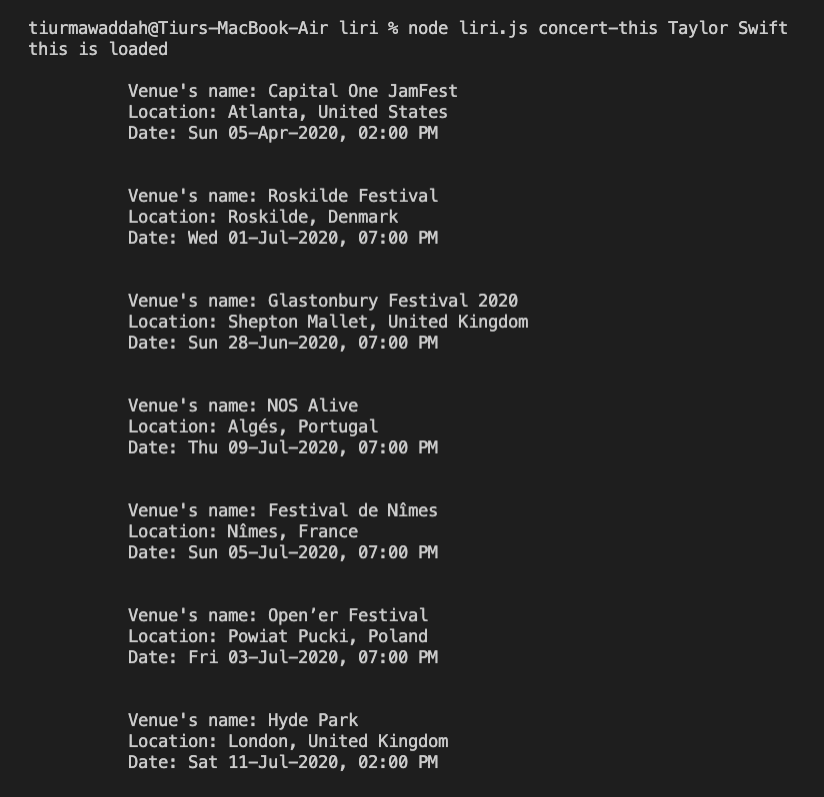 tiurmawaddah@Tiurs-MacBook-Air liri % node liri.js concert-this Taylor Swift
this is loaded
Venue's name: Capital One JamFest
Location: Atlanta, United States
Date: Sun 05-Apr-2020, 02:00 PM
Venue's name: Roskilde Festival
Location: Roskilde, Denmark
Date: Wed 01-Jul-2020, 07:00 PM
Venue's name: Glastonbury Festival 2020
Location: Shepton Mallet, United Kingdom
Date: Sun 28-Jun-2020, 07:00 PM
Venue's name: NOS Alive
Location: Algés, Portugal
Date: Thu 09-Jul-2020, 07:00 PM
Venue's name: Festival de Nîmes
Location: Nîmes, France
Date: Sun 05-Jul-2020, 07:00 PM
Venue's name: Open’er Festival
Location: Powiat Pucki, Poland
Date: Fri 03-Jul-2020, 07:00 PM
Venue's name: Hyde Park
Location: London, United Kingdom
Date: Sat 11-Jul-2020, 02:00 PM